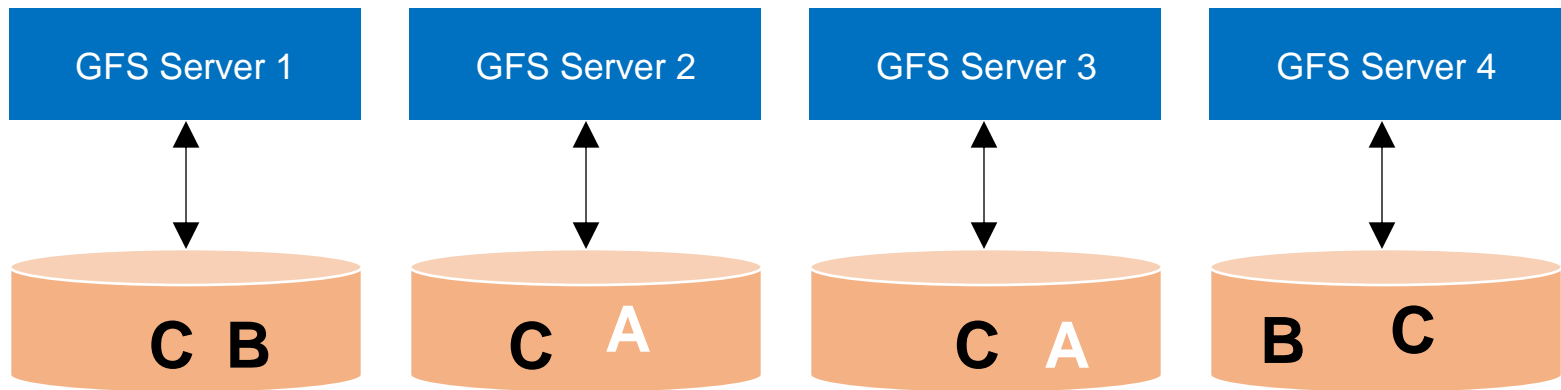 GFS Server 1 GFS Server 2 GFS Server 3 GFS Server 4
C B C A C A B C